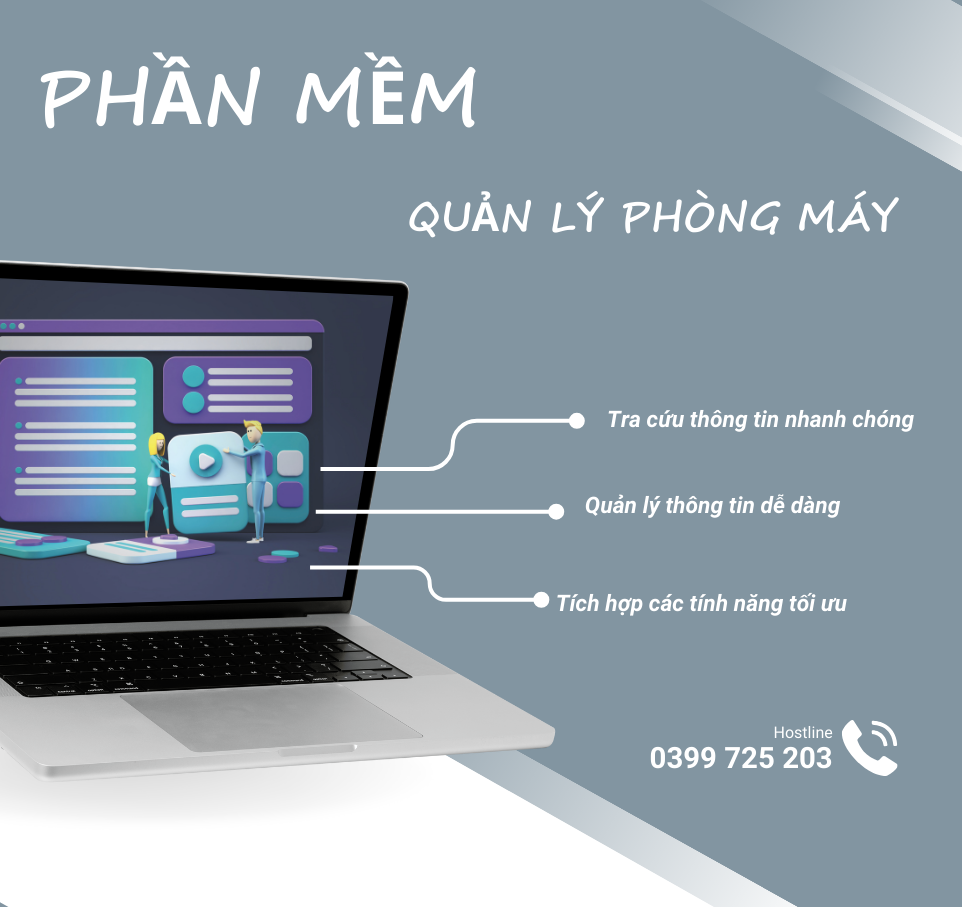 PHẦN MỀM
QUẢN LÝ PHÒNG MÁY
Tra cứu thông tin nhanh chóng
Quản lý thông tin dễ dàng
Tích hợp các tính năng tối ưu
Hostline
0399 725 203